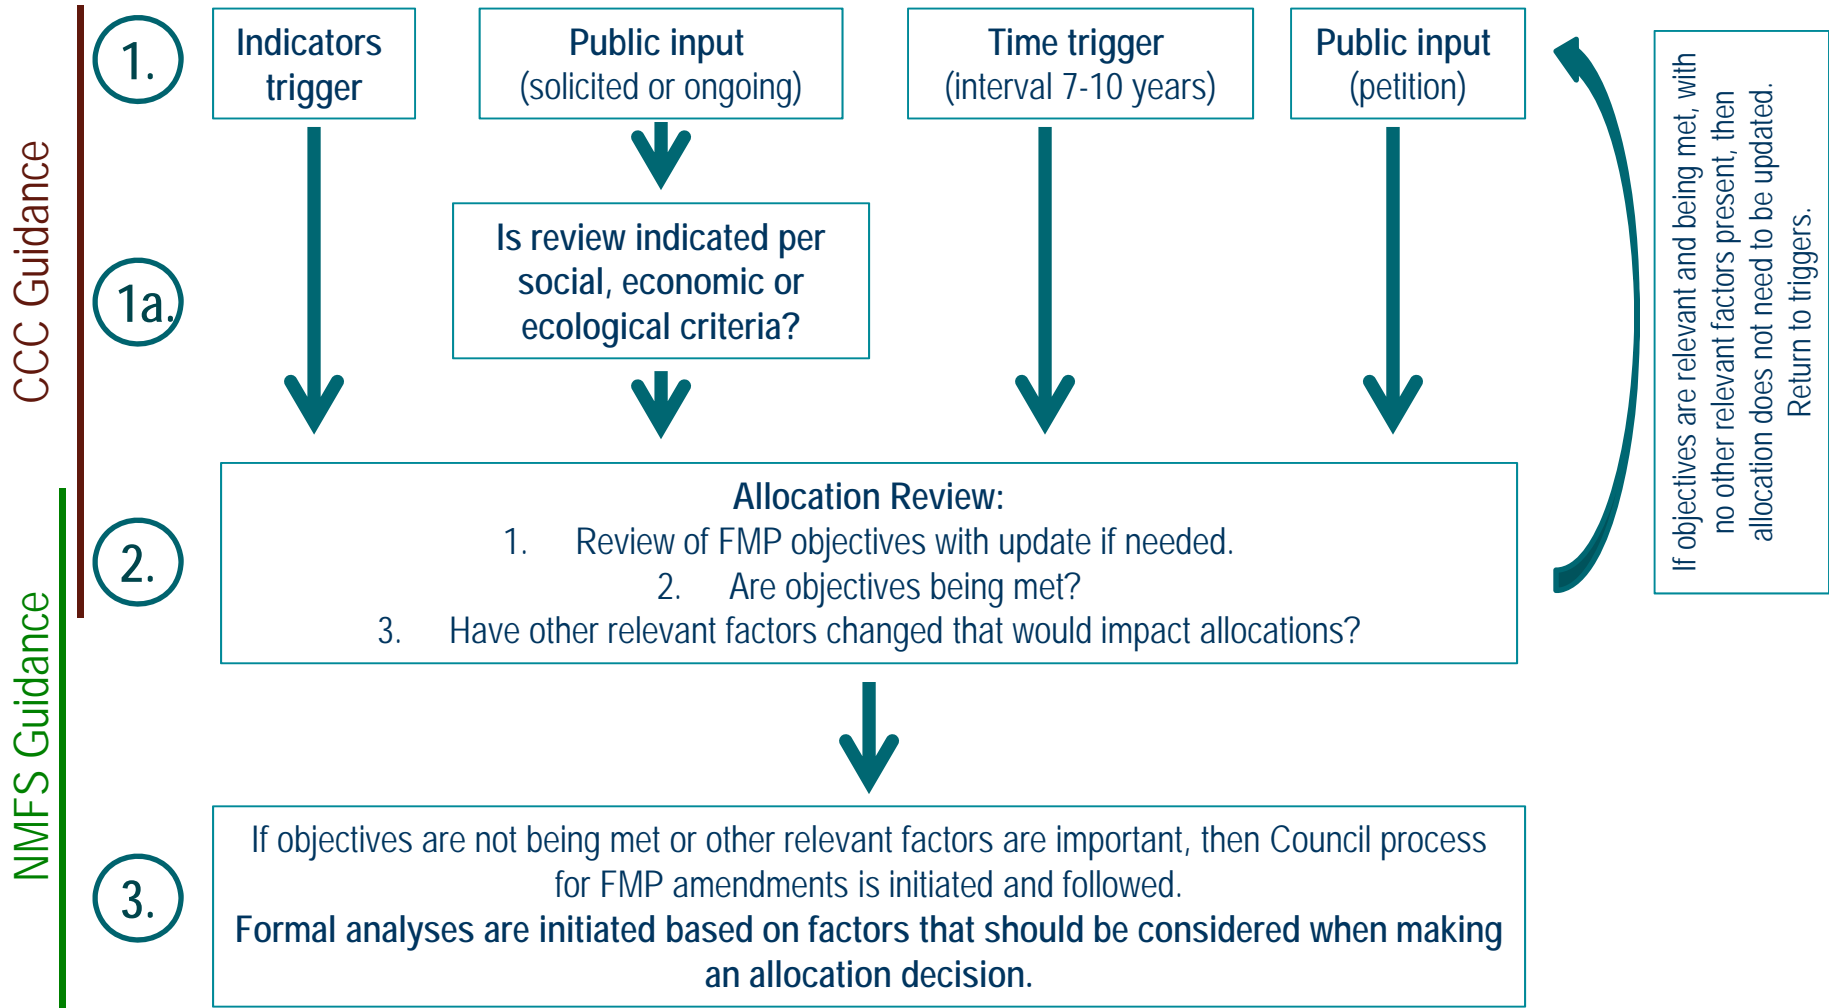 CCC Guidance
NMFS Guidance
1.
Indicators
trigger
Public input
(solicited or ongoing)
Time trigger
(interval 7-10 years)
Public input
(petition)
1a.
Is review indicated per
social, economic or
ecological criteria?
2.
Allocation Review:
1. Review of FMP objectives with update if needed.
2. Are objectives being met?
3. Have other relevant factors changed that would impact allocations?
3.
If objectives are not being met or other relevant factors are important, then Council process
for FMP amendments is initiated and followed.
Formal analyses are initiated based on factors that should be considered when making
an allocation decision.
If objectives are relevant and being met, with
no other relevant factors present, then
allocation does not need to be updated.
Return to triggers.